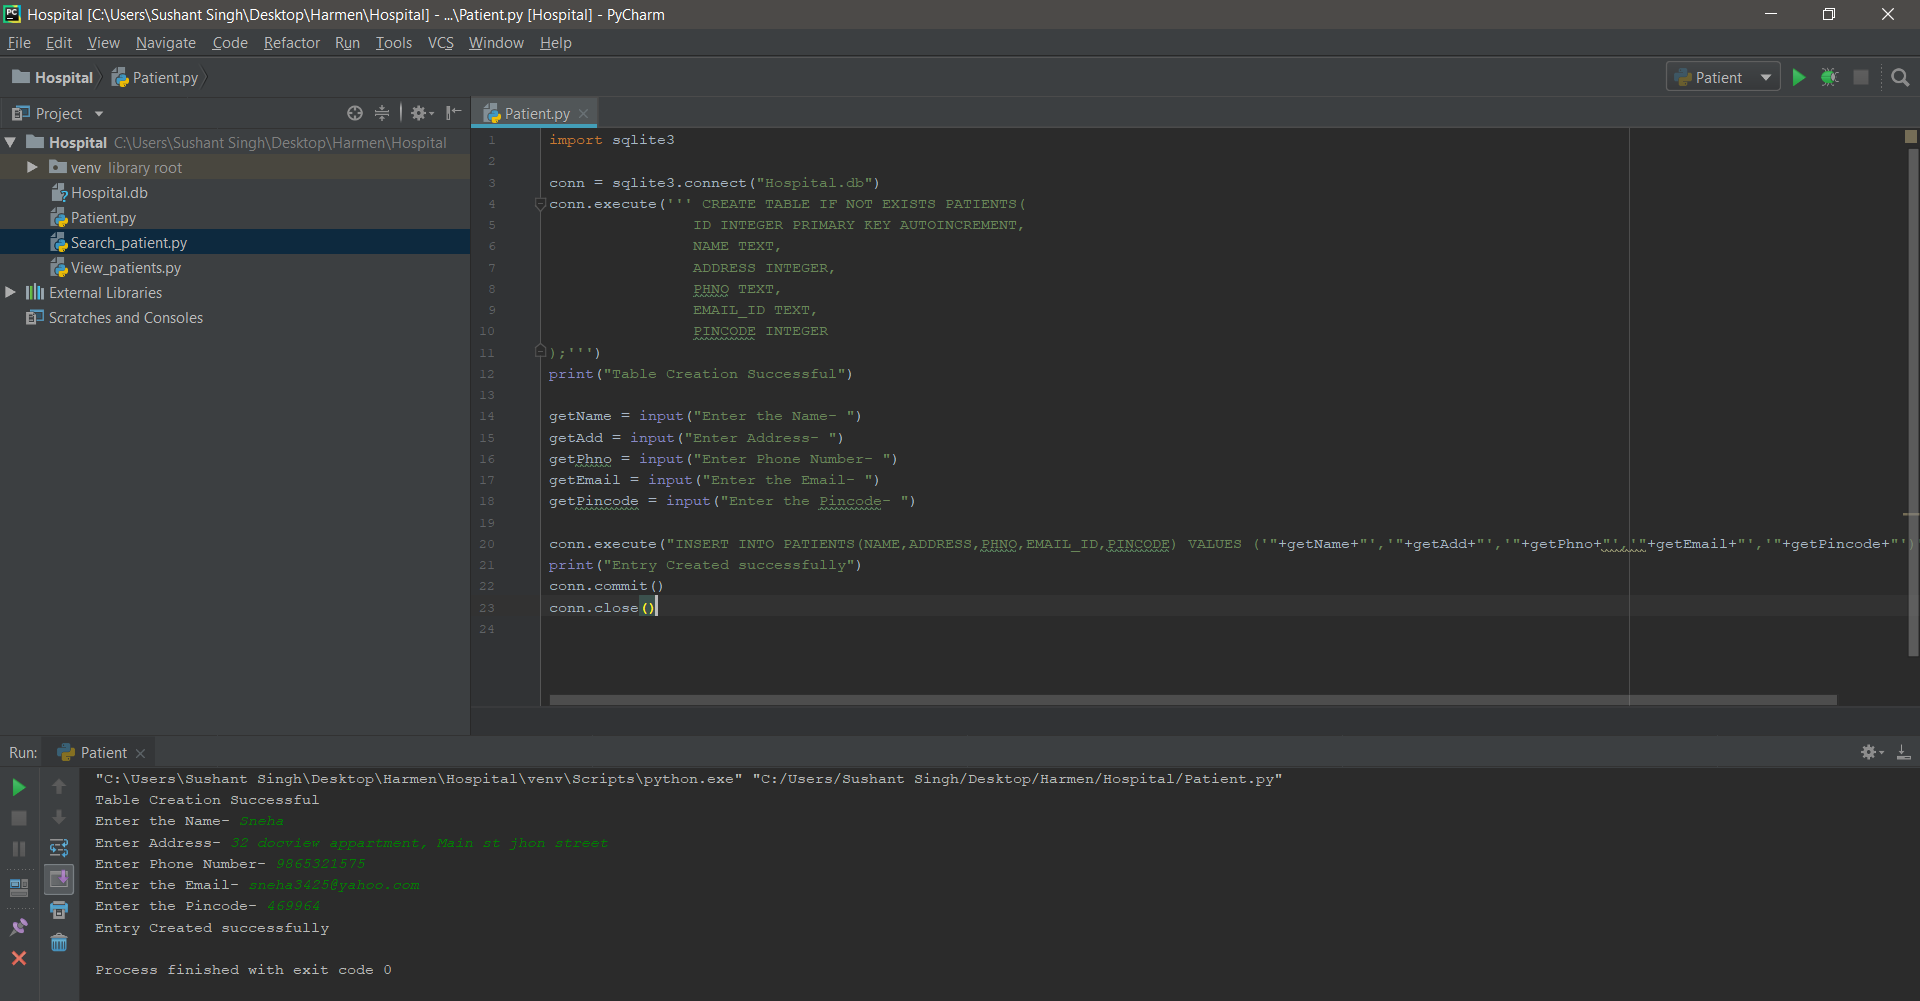 Hospital [C:\Users\Sushant Singh\Desktop\Harmen\Hospital] - ...\Patient.py [Hospital] - PyCharm
File Edit View Navigate Code Refactor Run Tools VCS Window Help
Hospital Patient.py
Patient
Project
Hospital C:\Users\Sushant Singh\Desktop\Harmen\Hospital
venv library root
Hospital.db
Patient.py
Search_patient.py
View_patients.py
External Libraries
Scratches and Consoles
Patient.py
1 import sqlite3
2
3 conn = sqlite3.connect("Hospital.db")
4 conn.execute(''' CREATE TABLE IF NOT EXISTS PATIENTS(
5 ID INTEGER PRIMARY KEY AUTOINCREMENT,
6 NAME TEXT,
7 ADDRESS INTEGER,
8 PHNO TEXT,
9 EMAIL_ID TEXT,
10 PINCODE INTEGER
11 );''')
12 print("Table Creation Successful")
13
14 getName = input("Enter the Name- ")
15 getAdd = input("Enter Address- ")
16 getPhno = input("Enter Phone Number- ")
17 getEmail = input("Enter the Email- ")
18 getPincode = input("Enter the Pincode- ")
19
20 conn.execute("INSERT INTO PATIENTS(NAME,ADDRESS,PHNO,EMAIL_ID,PINCODE) VALUES ('"+getName+"','"+getAdd+"','"+getPhno+"','"+getEmail+"','"+getPincode+"')
21 print("Entry Created successfully")
22 conn.commit()
23 conn.close()
24
Run: Patient
"C:\Users\Sushant Singh\Desktop\Harmen\Hospital\venv\Scripts\python.exe" "C:/Users/Sushant Singh/Desktop/Harmen/Hospital/Patient.py"
Table Creation Successful
Enter the Name- Sneha
Enter Address- 32 docview appartment, Main st jhon street
Enter Phone Number- 9865321575
Enter the Email- sneha3425@yahoo.com
Enter the Pincode- 469964
Entry Created successfully
Process finished with exit code 0